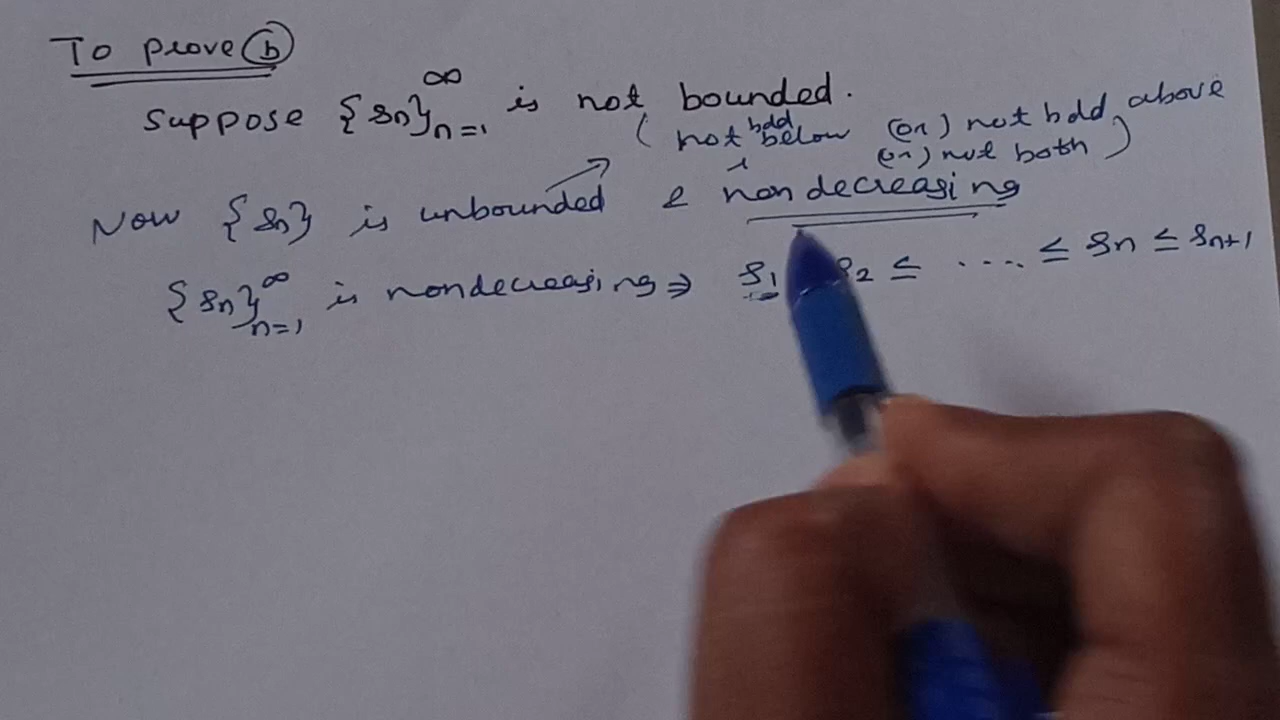 To prove (b)
Suppose {sn}∞n=1 is not bounded.
(not bdd below (or) not bdd above
(or) not both)
Now {sn} is unbounded & nondecreasing
{sn}∞n=1 is nondecreasing ⇒ s1 s2 ≤ .... ≤ sn ≤ sn+1